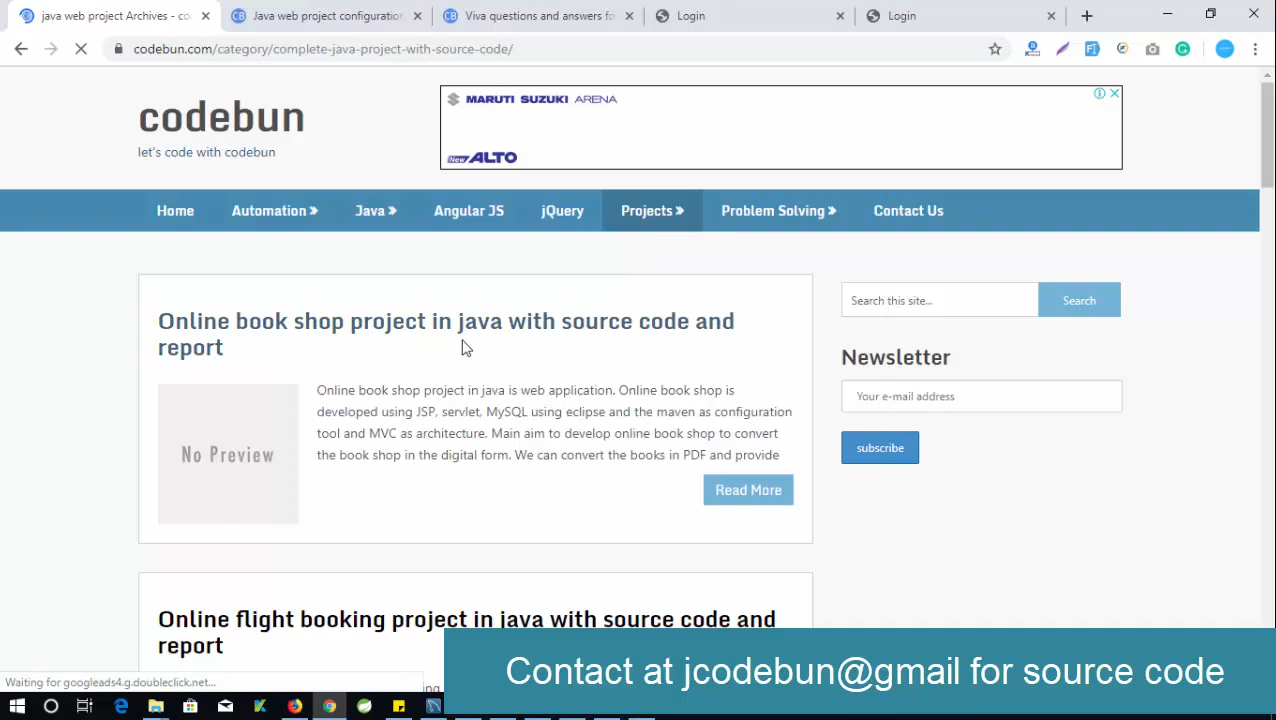 java web project Archives - co
Java web project configuration
Viva questions and answers fo
Login
Login
codebun.com/category/complete-java-project-with-source-code/
codebun
let's code with codebun
MARUTI SUZUKI ARENA
New ALTO
Home
Automation »
Java »
Angular JS
jQuery
Projects »
Problem Solving »
Contact Us
Online book shop project in java with source code and
report
No Preview
Online book shop project in java is web application. Online book shop is
developed using JSP, servlet, MySQL using eclipse and the maven as configuration
tool and MVC as architecture. Main aim to develop online book shop to convert
the book shop in the digital form. We can convert the books in PDF and provide
Read More
Search this site...
Search
Newsletter
Your e-mail address
subscribe
Online flight booking project in java with source code and
report
Waiting for googleads4.g.doubleclick.net...
Contact at jcodebun@gmail for source code